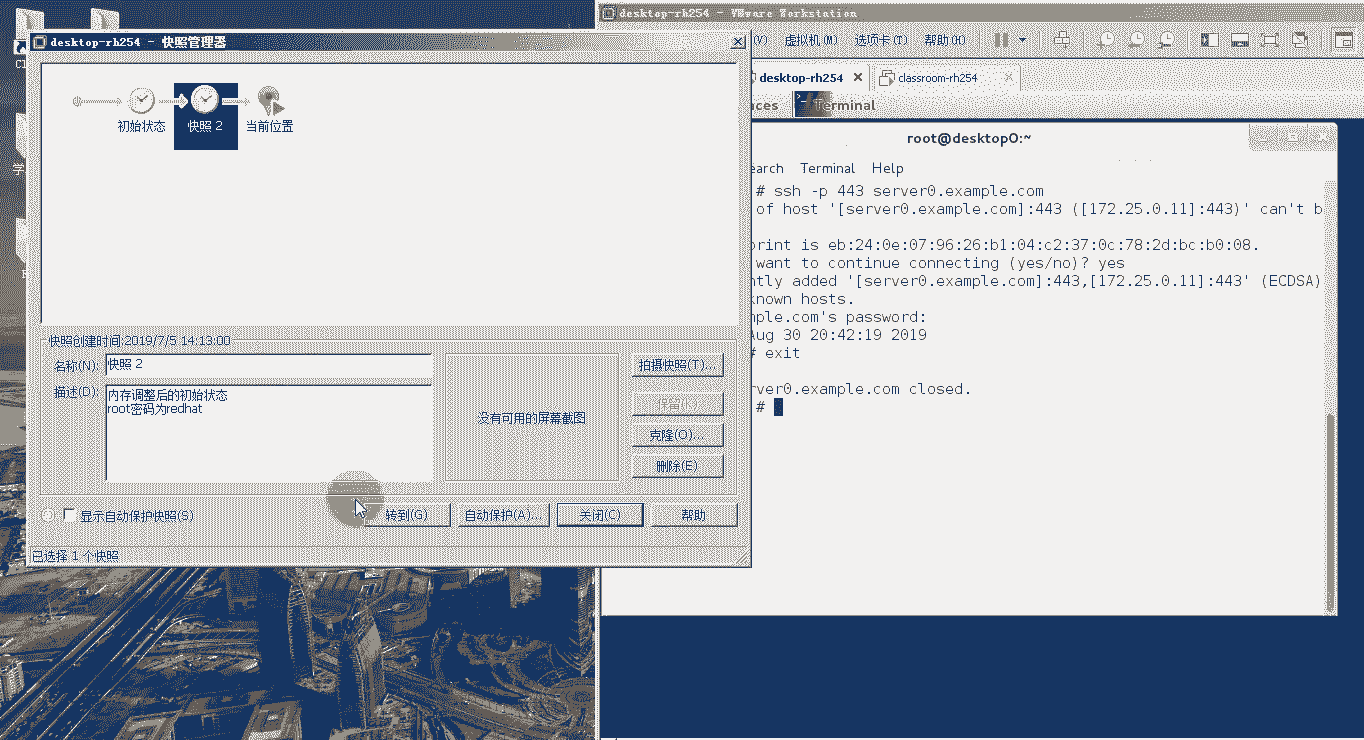 desktop-rh254 - 快照管理器
初始状态
快照 2
当前位置
快照创建时间:2019/7/5 14:13:00
名称(N): 快照 2
描述(D): 内存调整后的初始状态
root密码为redhat
没有可用的屏幕截图
拍摄快照(T)...
保留(K)...
克隆(O)...
删除(E)
显示自动保护快照(S)
转到(G)
自动保护(A)...
关闭(C)
帮助
已选择 1 个快照
desktop-rh254 - VMware Workstation
(V) 虚拟机(M) 选项卡(T) 帮助(H)
desktop-rh254
classroom-rh254
aces
Terminal
root@desktop0:~
earch Terminal Help
# ssh -p 443 server0.example.com
of host '[server0.example.com]:443 ([172.25.0.11]:443)' can't b
print is eb:24:0e:07:96:26:b1:04:c2:37:0c:78:2d:bc:b0:08.
want to continue connecting (yes/no)? yes
ntly added '[server0.example.com]:443,[172.25.0.11]:443' (ECDSA)
known hosts.
mple.com's password:
Aug 30 20:42:19 2019
# exit
rver0.example.com closed.
#